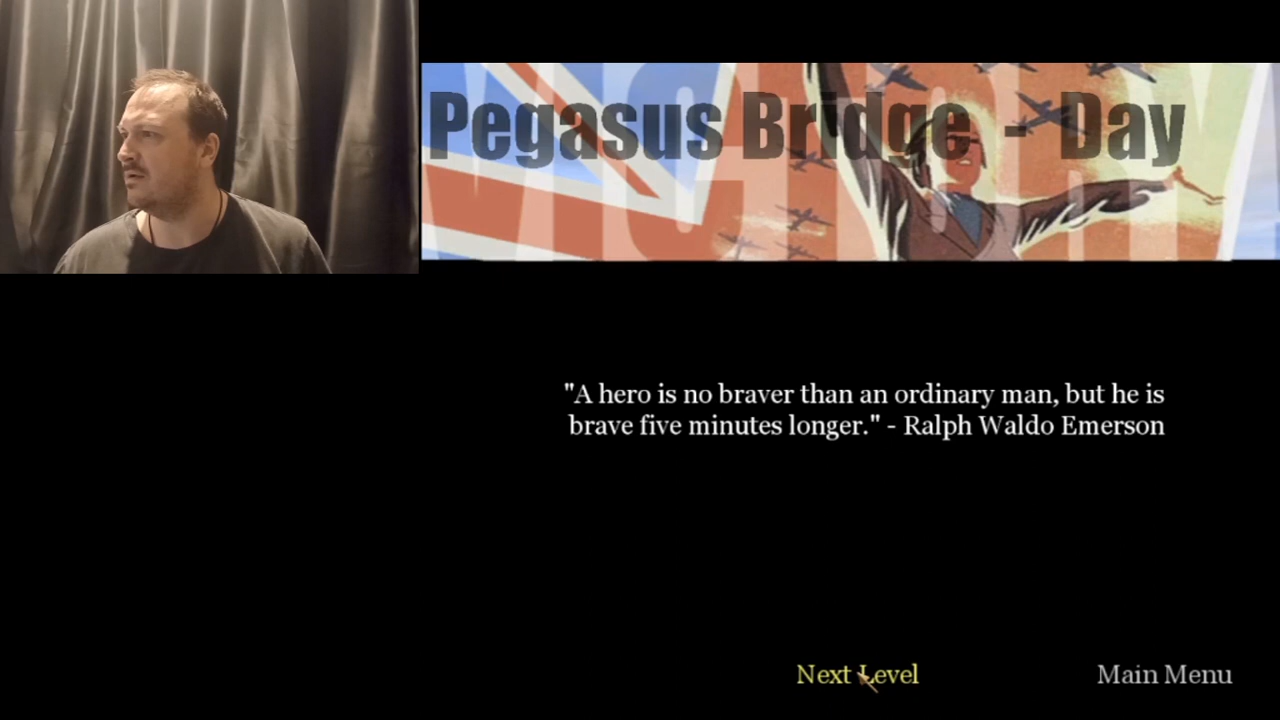 Pegasus Bridge - Day
"A hero is no braver than an ordinary man, but he is
brave five minutes longer." - Ralph Waldo Emerson
Next Level
Main Menu